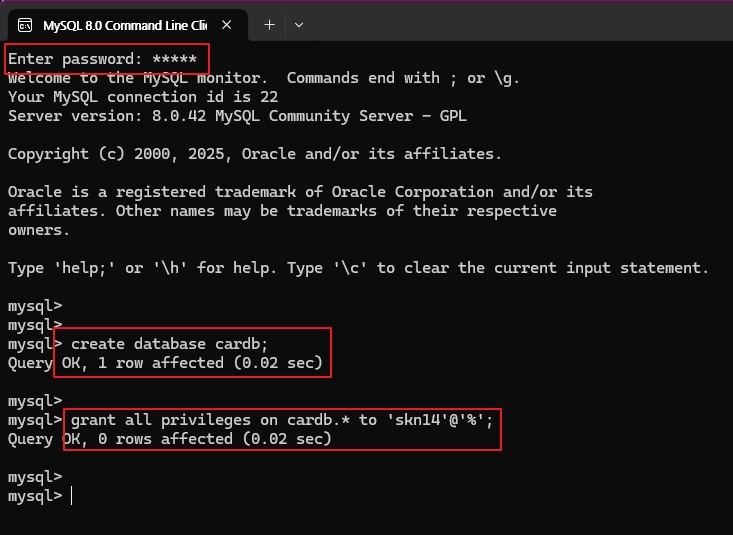 MySQL 8.0 Command Line Cli
Enter password: *****
Welcome to the MySQL monitor.  Commands end with ; or \g.
Your MySQL connection id is 22
Server version: 8.0.42 MySQL Community Server - GPL
Copyright (c) 2000, 2025, Oracle and/or its affiliates.
Oracle is a registered trademark of Oracle Corporation and/or its
affiliates. Other names may be trademarks of their respective
owners.
Type 'help;' or '\h' for help. Type '\c' to clear the current input statement.
mysql>
mysql>
mysql> create database cardb;
Query OK, 1 row affected (0.02 sec)
mysql>
mysql> grant all privileges on cardb.* to 'skn14'@'%';
Query OK, 0 rows affected (0.02 sec)
mysql>
mysql>